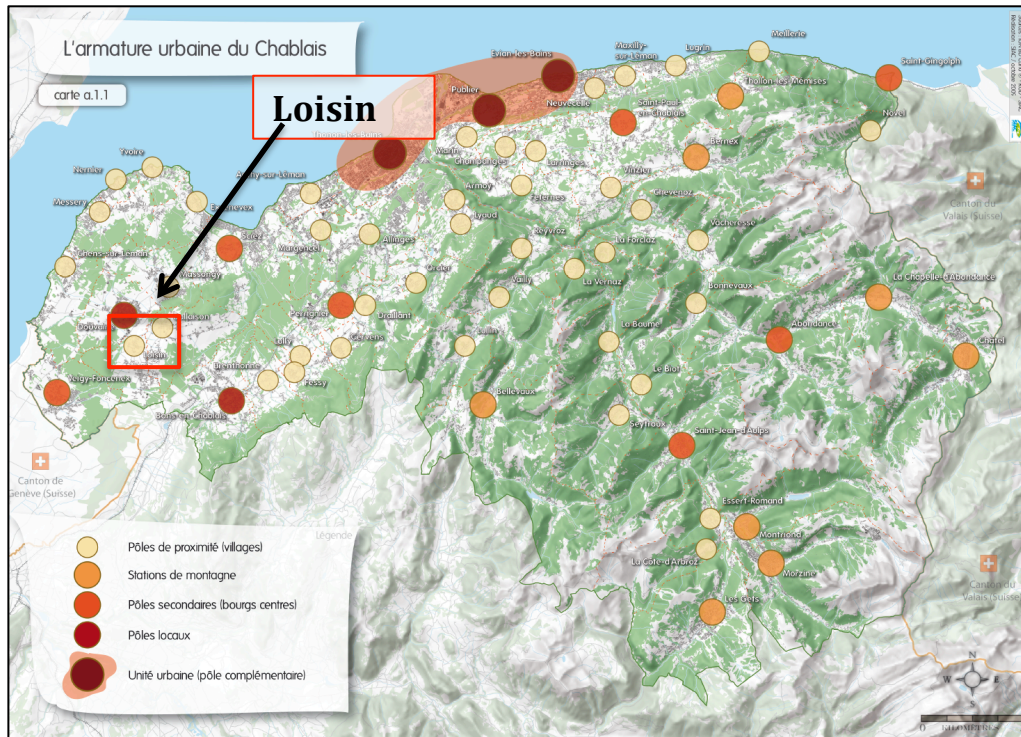 L'armature urbaine du Chablais
carte a.1.1
Loisin
Evian-les-Bains
Maxilly-
sur-Léman
Lugrin
Meillerie
Saint-Gingolph
Publier
Neuvecelle
Saint-Paul-
en-Chablais
Thollon-les-Mémises
Novel
Thonon-les-Bains
Marin
Champanges
Larringes
Bernex
Yvoire
Nernier
Messery
Excenevex
Anthy-sur-Léman
Armoy
Féternes
Vinzier
Chevenoz
Canton du
Valais (Suisse)
Sciez
Margencel
Allinges
Lyaud
Reyvroz
La Forclaz
Vacheresse
Chens-sur-Léman
Massongy
Orcier
Vailly
La Vernaz
Bonnevaux
La Chapelle-d'Abondance
Perrignier
Draillant
Loisin
Brenthonne
Lully
Cervens
Lullin
La Baume
Abondance
Châtel
Veigy-Foncenex
Fessy
Bons-en-Chablais
Bellevaux
Le Biot
Seytroux
Saint-Jean-d'Aulps
Canton de
Genève (Suisse)
Essert-Romand
Montriond
La Côte-d'Arbroz
Morzine
Canton du
Valais (Suisse)
Les Gets
Légende
Pôles de proximité (villages)
Stations de montagne
Pôles secondaires (bourgs centres)
Pôles locaux
Unité urbaine (pôle complémentaire)
N
W
E
S
0
KILOMETRES